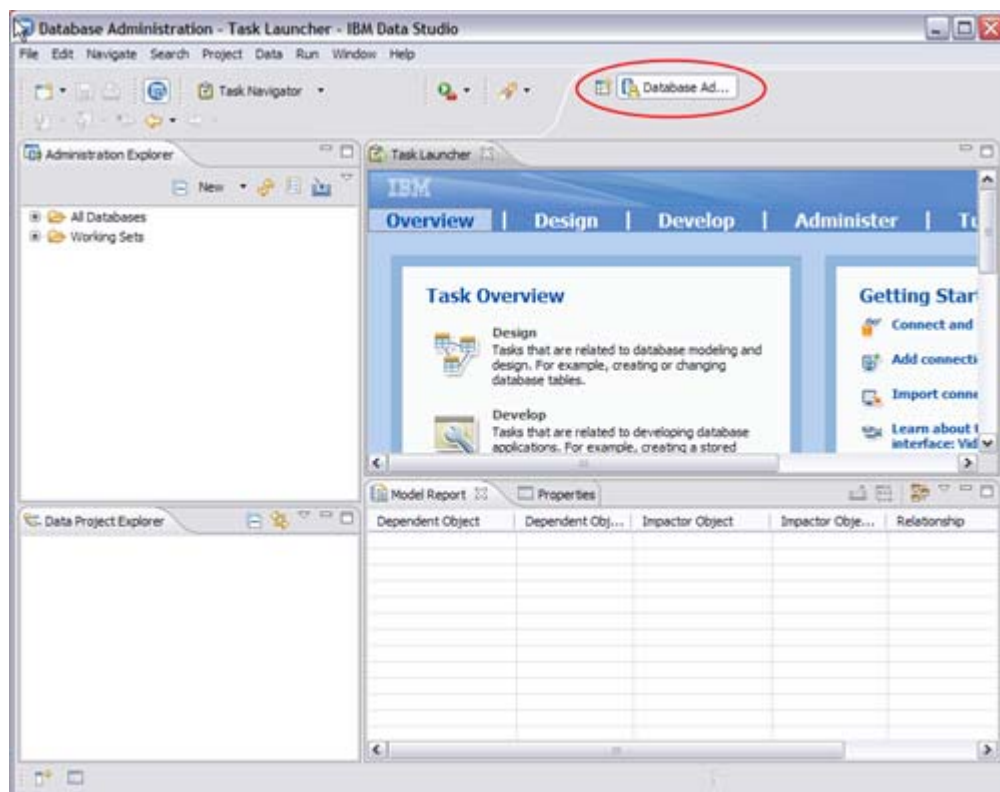 Database Administration - Task Launcher - IBM Data Studio
File Edit Navigate Search Project Data Run Window Help
Task Navigator
Database Ad...
Administration Explorer
New
All Databases
Working Sets
Task Launcher
IBM
Overview | Design | Develop | Administer | Tu
Task Overview
Design
Tasks that are related to database modeling and
design. For example, creating or changing
database tables.
Develop
Tasks that are related to developing database
applications. For example, creating a stored
Getting Star
Connect and
Add connecti
Import conne
Learn about t
interface: Vid
Data Project Explorer
Model Report
Properties
Dependent Object Dependent Obj... Impactor Object Impactor Obje... Relationship